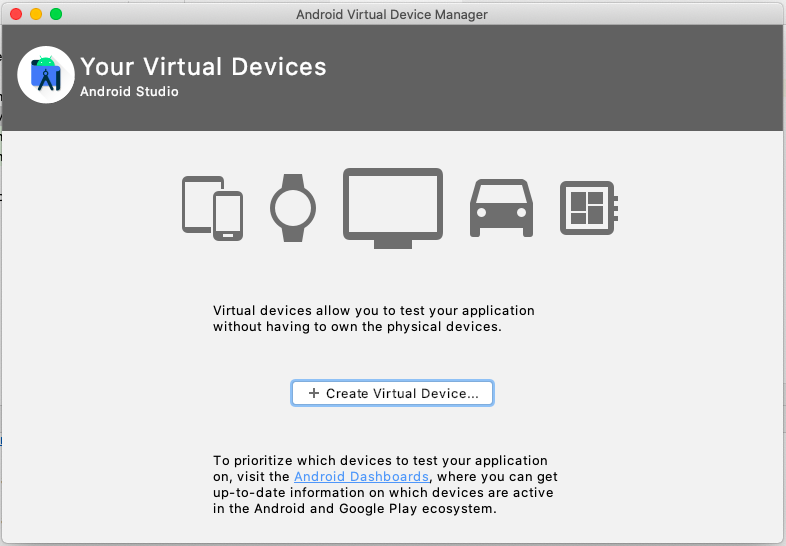 Android Virtual Device Manager
Your Virtual Devices
Android Studio
Virtual devices allow you to test your application
without having to own the physical devices.
+ Create Virtual Device...
To prioritize which devices to test your application
on, visit the Android Dashboards, where you can get
up-to-date information on which devices are active
in the Android and Google Play ecosystem.